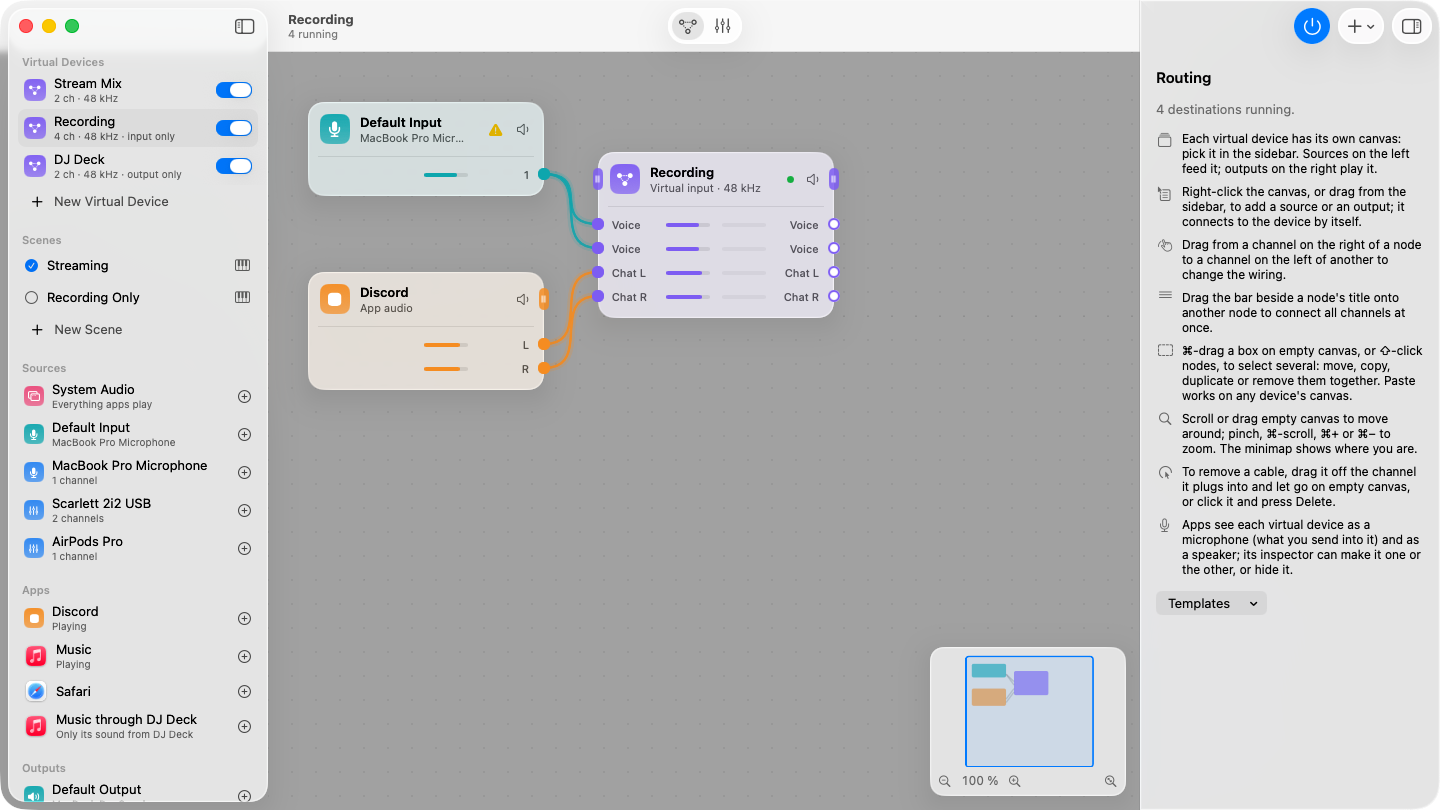 Recording
4 running
Virtual Devices
Stream Mix
2 ch · 48 kHz
Recording
4 ch · 48 kHz · input only
DJ Deck
2 ch · 48 kHz · output only
New Virtual Device
Scenes
Streaming
Recording Only
New Scene
Sources
System Audio
Everything apps play
Default Input
MacBook Pro Microphone
MacBook Pro Microphone
1 channel
Scarlett 2i2 USB
2 channels
AirPods Pro
1 channel
Apps
Discord
Playing
Music
Playing
Safari
Music through DJ Deck
Only its sound from DJ Deck
Outputs
Default Output
Default Input
MacBook Pro Micr...
1
Discord
App audio
L
R
Recording
Virtual input · 48 kHz
Voice Voice
Voice Voice
Chat L Chat L
Chat R Chat R
100 %
Routing
4 destinations running.
Each virtual device has its own canvas:
pick it in the sidebar. Sources on the left
feed it; outputs on the right play it.
Right-click the canvas, or drag from the
sidebar, to add a source or an output; it
connects to the device by itself.
Drag from a channel on the right of a node
to a channel on the left of another to
change the wiring.
Drag the bar beside a node's title onto
another node to connect all channels at
once.
⌘-drag a box on empty canvas, or ⇧-click
nodes, to select several: move, copy,
duplicate or remove them together. Paste
works on any device's canvas.
Scroll or drag empty canvas to move
around; pinch, ⌘-scroll, ⌘+ or ⌘− to
zoom. The minimap shows where you are.
To remove a cable, drag it off the channel
it plugs into and let go on empty canvas,
or click it and press Delete.
Apps see each virtual device as a
microphone (what you send into it) and as
a speaker; its inspector can make it one or
the other, or hide it.
Templates